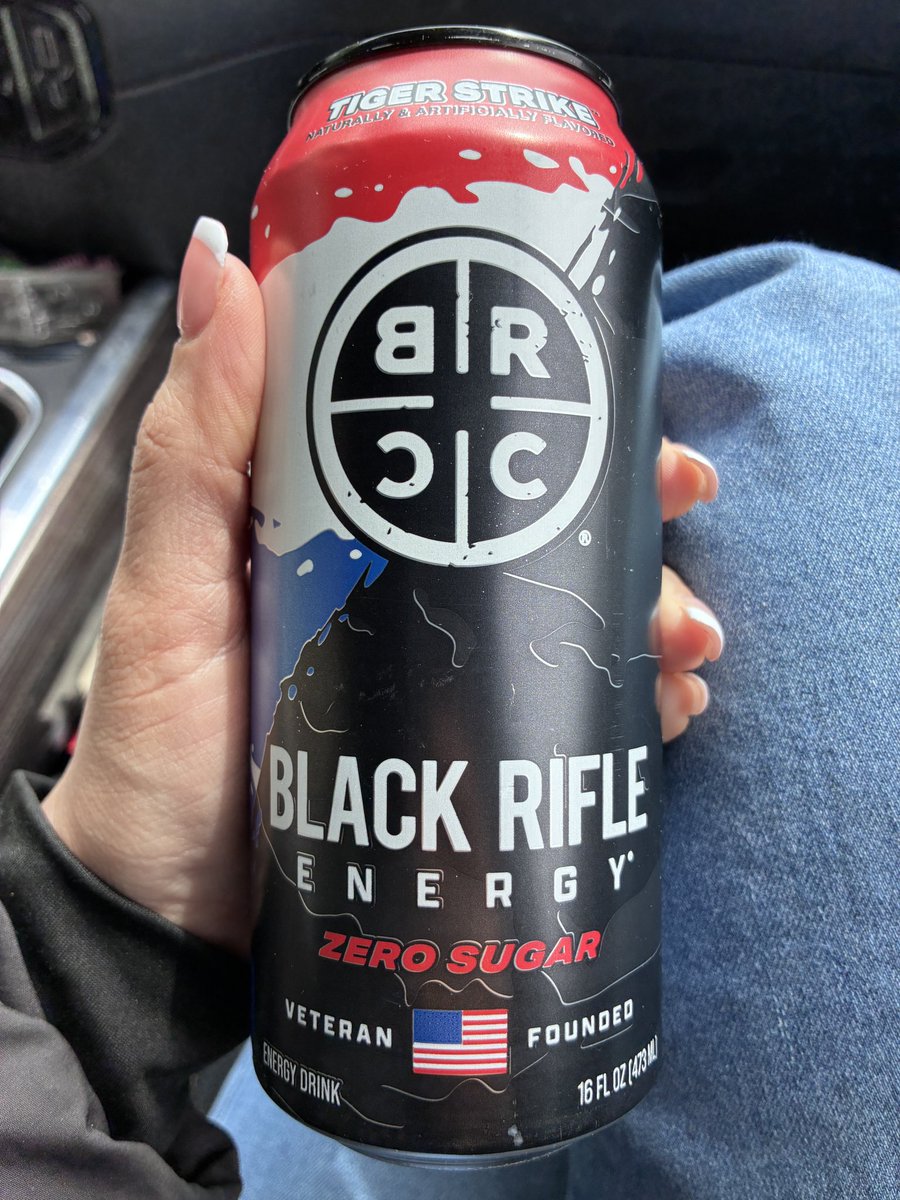 TIGER STRIKE
NATURALLY & ARTIFICIALLY FLAVORED
B R
C C
®
BLACK RIFLE
ENERGY
ZERO SUGAR
VETERAN FOUNDED
ENERGY DRINK 16 FL OZ (473 ML)